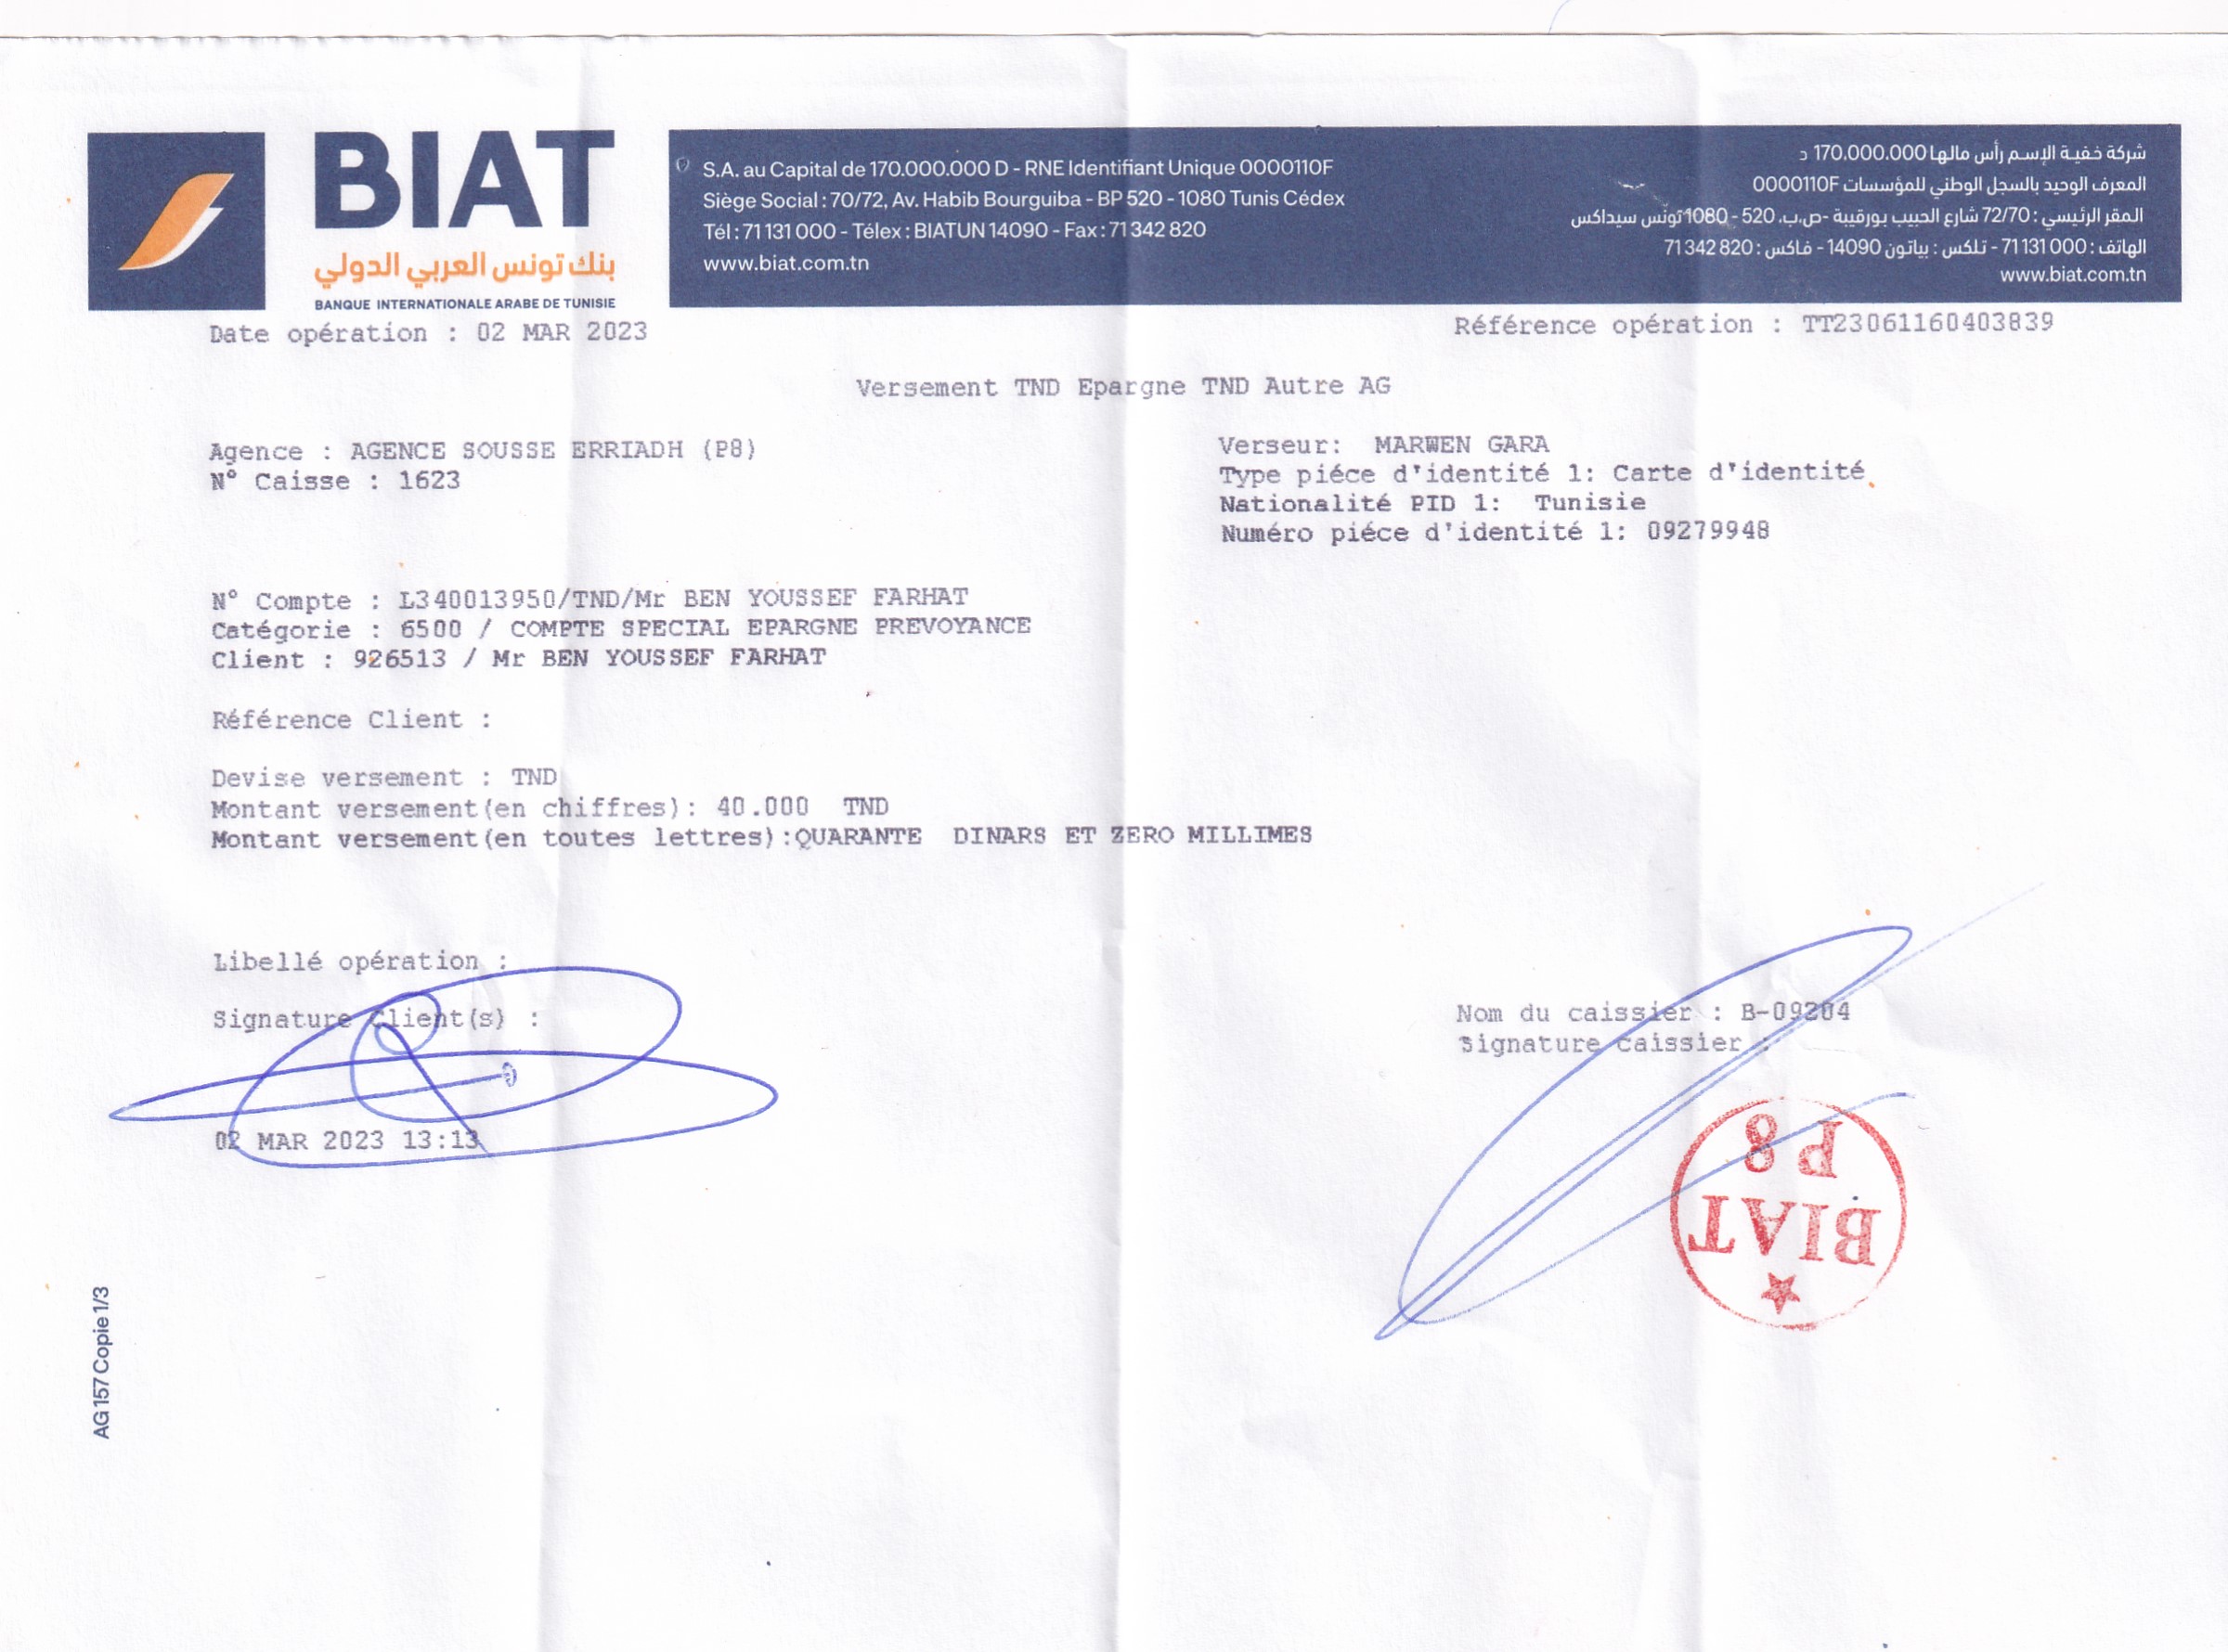 BIAT
بنك تونس العربي الدولي
BANQUE INTERNATIONALE ARABE DE TUNISIE
S.A. au Capital de 170.000.000 D - RNE Identifiant Unique 0000110F
Siège Social : 70/72, Av. Habib Bourguiba - BP 520 - 1080 Tunis Cédex
Tél : 71 131 000 - Télex : BIATUN 14090 - Fax : 71 342 820
www.biat.com.tn
شركة خفية الإسم رأس مالها 170.000.000 د
المعرف الوحيد بالسجل الوطني للمؤسسات 0000110F
المقر الرئيسي : 72/70 شارع الحبيب بورقيبة -ص.ب. 520 - 1080 تونس سيداكس
الهاتف : 71 131 000 - تلكس : بياتون 14090 - فاكس : 71 342 820
www.biat.com.tn
Date opération : 02 MAR 2023
Référence opération : TT23061160403839
Versement TND Epargne TND Autre AG
Agence : AGENCE SOUSSE ERRIADH (P8)
N° Caisse : 1623
Verseur: MARWEN GARA
Type piéce d'identité 1: Carte d'identité
Nationalité PID 1: Tunisie
Numéro piéce d'identité 1: 09279948
N° Compte : L340013950/TND/Mr BEN YOUSSEF FARHAT
Catégorie : 6500 / COMPTE SPECIAL EPARGNE PREVOYANCE
Client : 926513 / Mr BEN YOUSSEF FARHAT
Référence Client :
Devise versement : TND
Montant versement(en chiffres): 40.000 TND
Montant versement(en toutes lettres):QUARANTE DINARS ET ZERO MILLIMES
Libellé opération :
Signature Client(s) :
02 MAR 2023 13:13
Nom du caissier : B-09204
Signature caissier :
P8
BIAT
AG 157 Copie 1/3